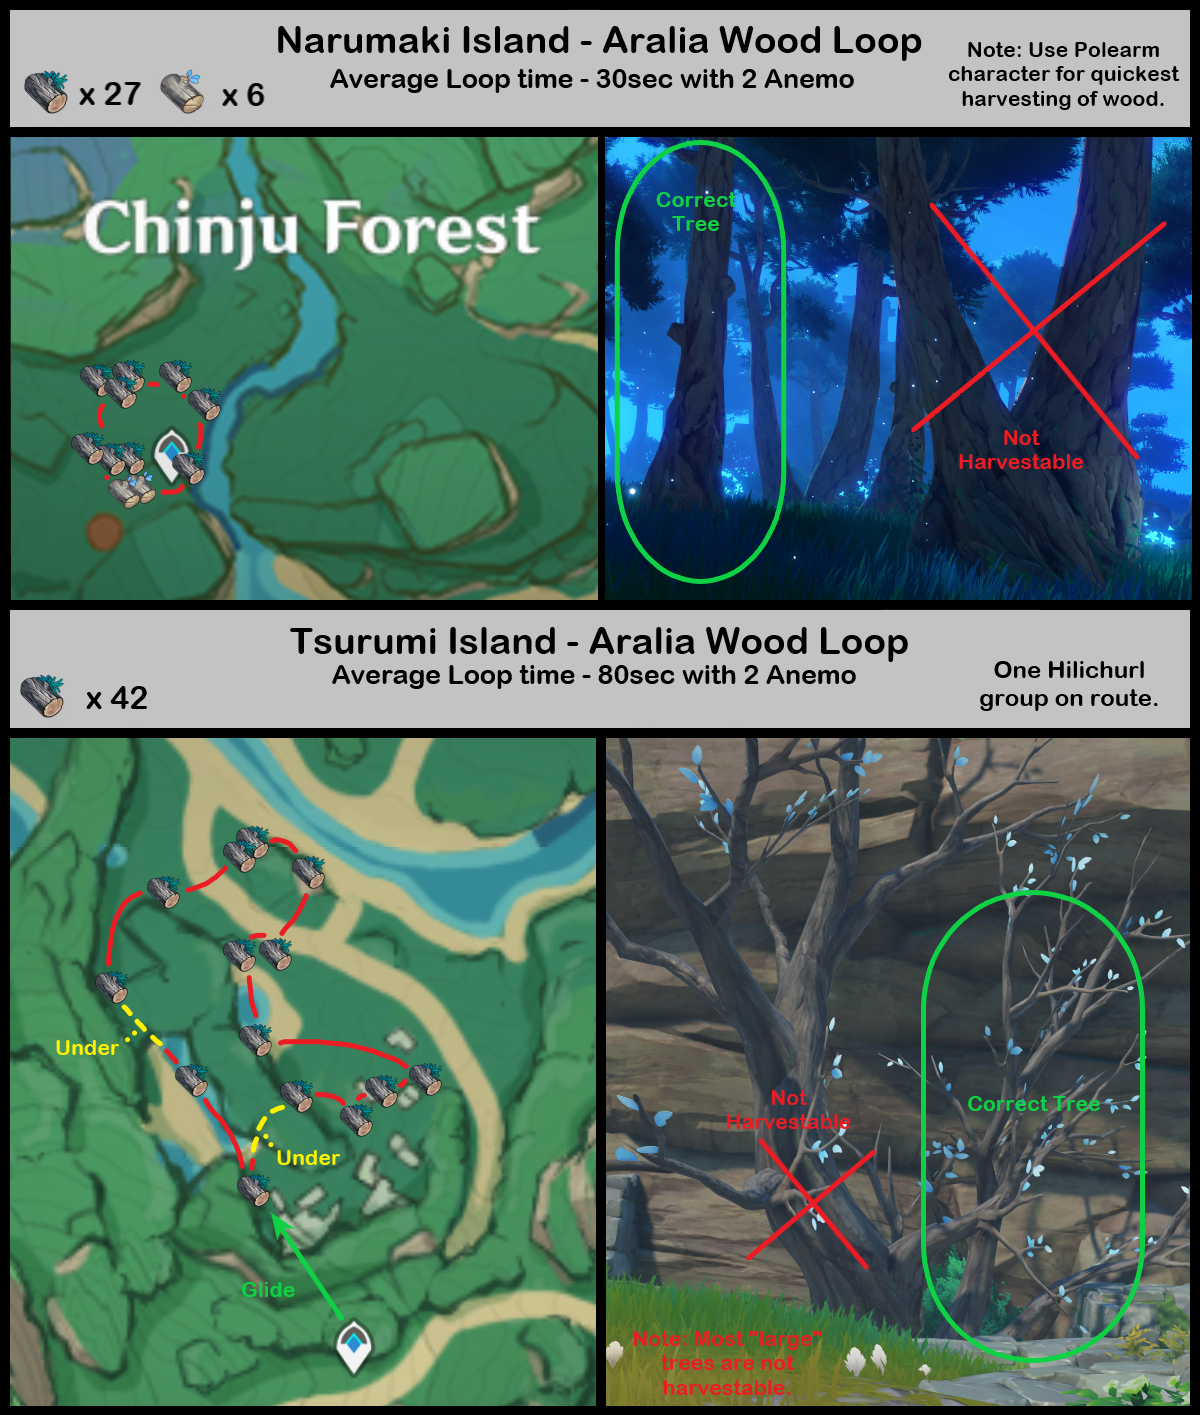 Narumaki Island - Aralia Wood Loop
Average Loop time - 30sec with 2 Anemo
x 27
x 6
Note: Use Polearm
character for quickest
harvesting of wood.
Chinju Forest
Correct
Tree
Not
Harvestable
Tsurumi Island - Aralia Wood Loop
Average Loop time - 80sec with 2 Anemo
x 42
One Hilichurl
group on route.
Under
Under
Glide
Not
Harvestable
Correct Tree
Note: Most "large"
trees are not
harvestable.